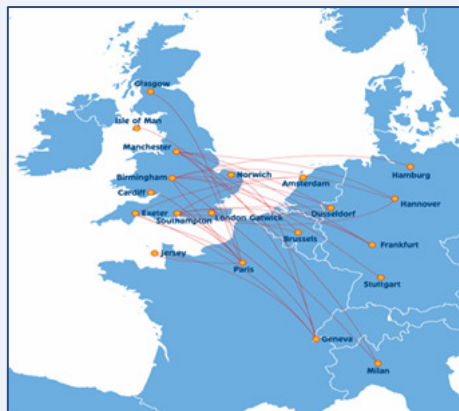 Glasgow
Isle of Man
Manchester
Birmingham
Norwich
Cardiff
Exeter
Southampton
London Gatwick
Jersey
Amsterdam
Hamburg
Hannover
Dusseldorf
Brussels
Frankfurt
Paris
Stuttgart
Geneva
Milan